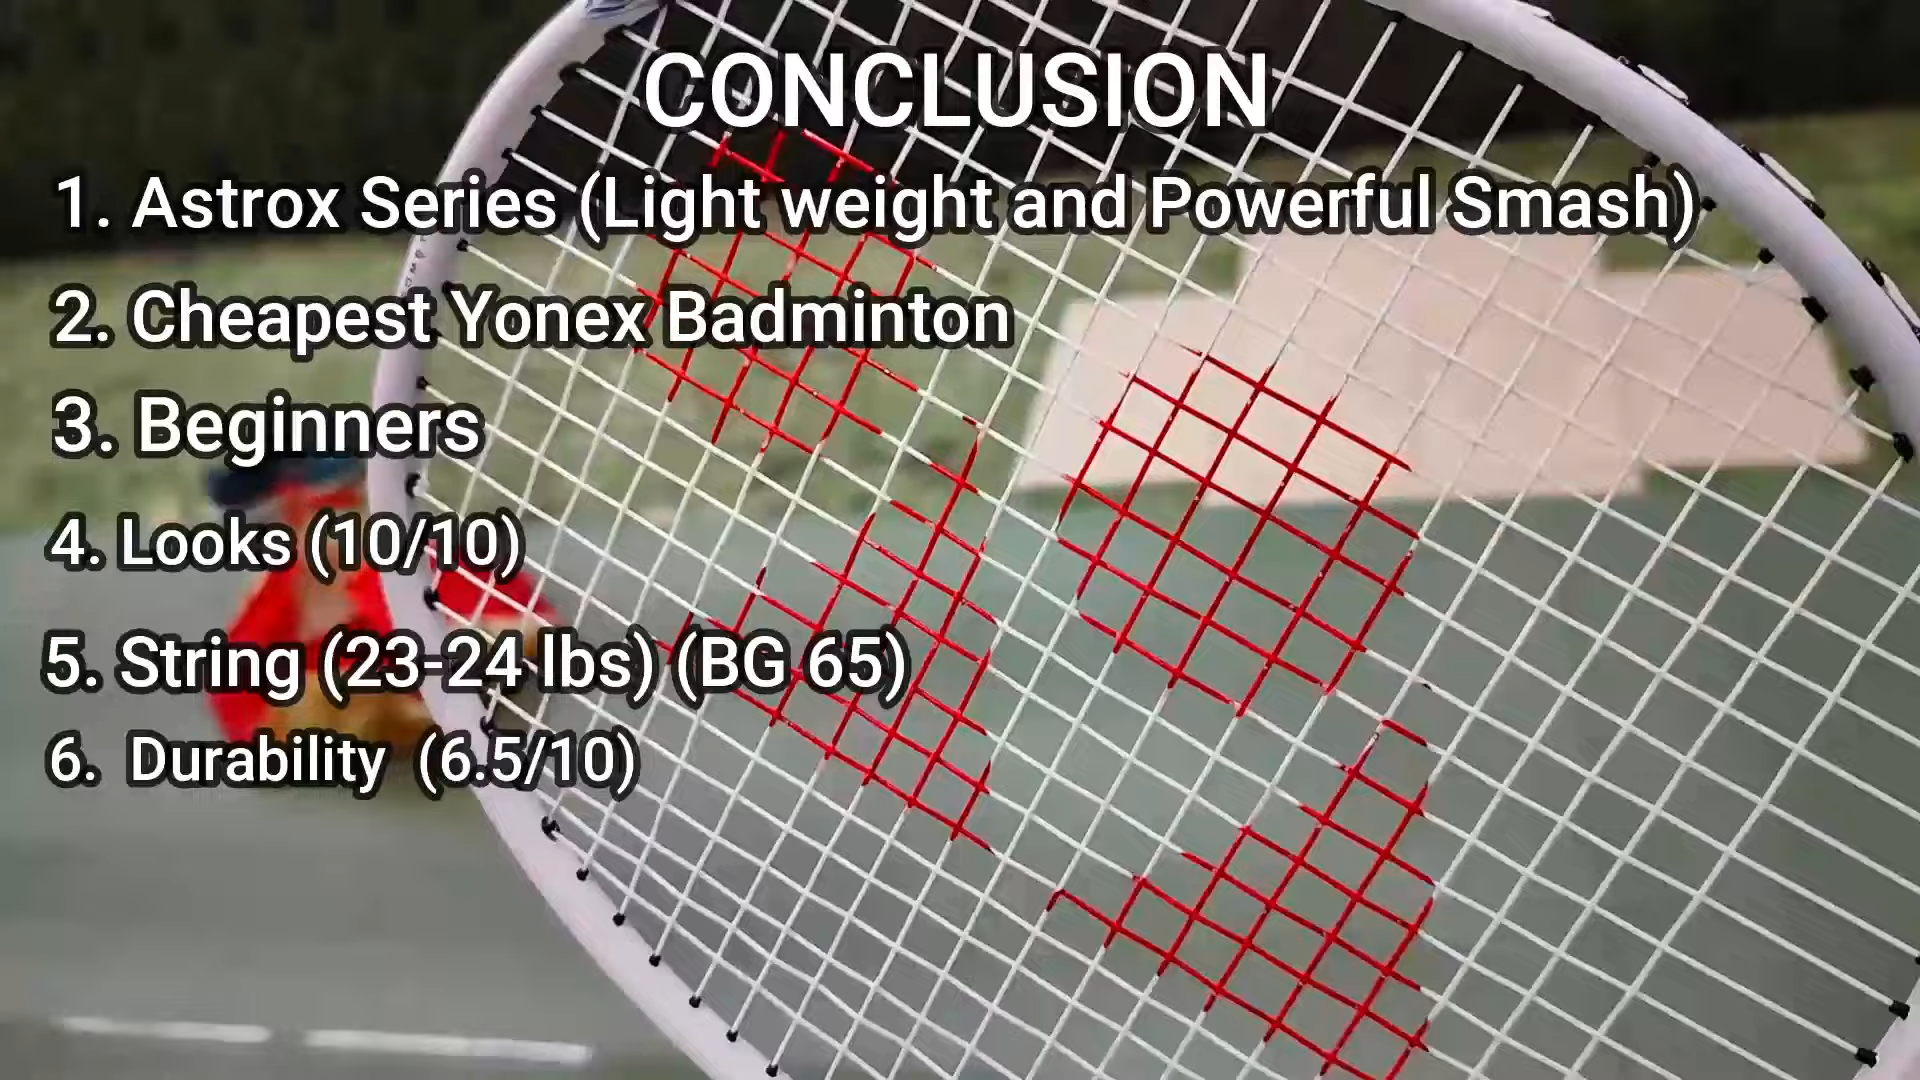 CONCLUSION
1. Astrox Series (Light weight and Powerful Smash)
2. Cheapest Yonex Badminton
3. Beginners
4. Looks (10/10)
5. String (23-24 lbs) (BG 65)
6. Durability (6.5/10)